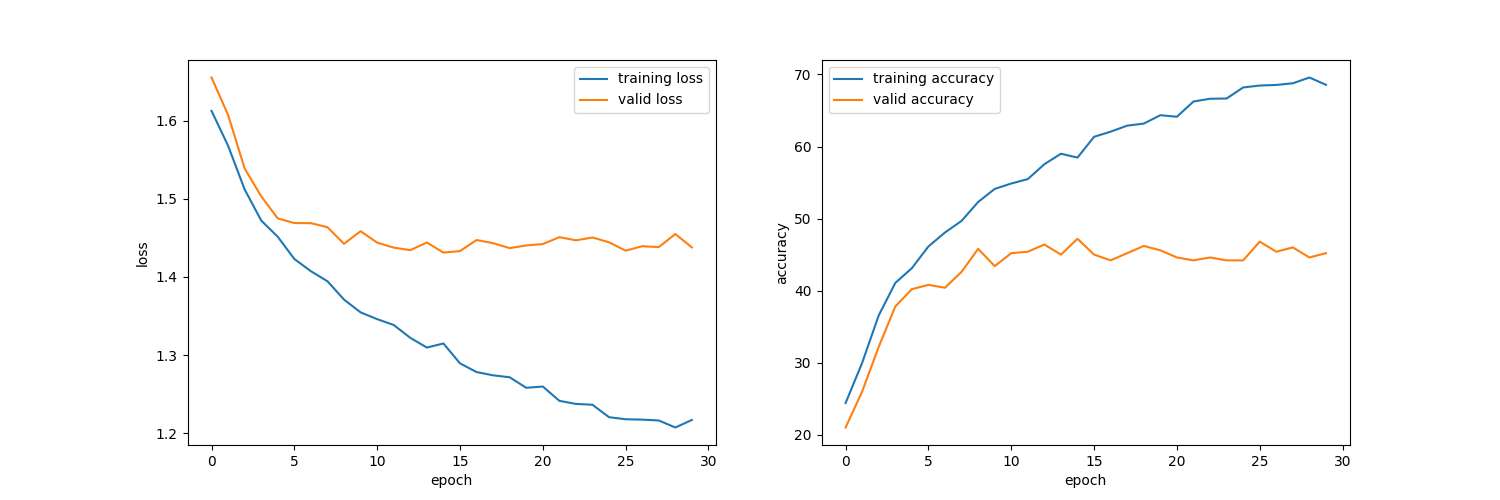 training loss
valid loss
1.6
1.5
1.4
1.3
1.2
loss
0 5 10 15 20 25 30
epoch
training accuracy
valid accuracy
70
60
50
40
30
20
accuracy
0 5 10 15 20 25 30
epoch